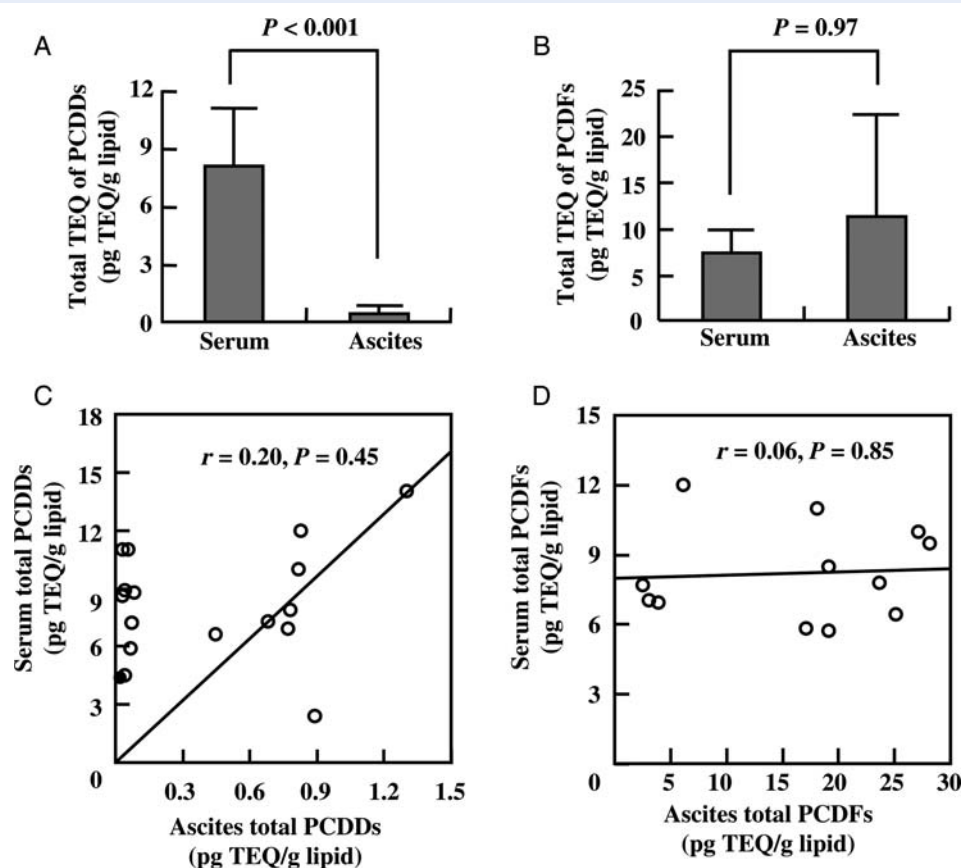 A
P < 0.001
Total TEQ of PCDDs
(pg TEQ/g lipid)
12
9
6
3
0
Serum Ascites
B
P = 0.97
Total TEQ of PCDFs
(pg TEQ/g lipid)
25
20
15
10
5
0
Serum Ascites
C
r = 0.20, P = 0.45
Serum total PCDDs
(pg TEQ/g lipid)
18
15
12
9
6
3
0
0.3 0.6 0.9 1.2 1.5
Ascites total PCDDs
(pg TEQ/g lipid)
D
r = 0.06, P = 0.85
Serum total PCDFs
(pg TEQ/g lipid)
15
12
9
6
3
0
5 10 15 20 25 30
Ascites total PCDFs
(pg TEQ/g lipid)